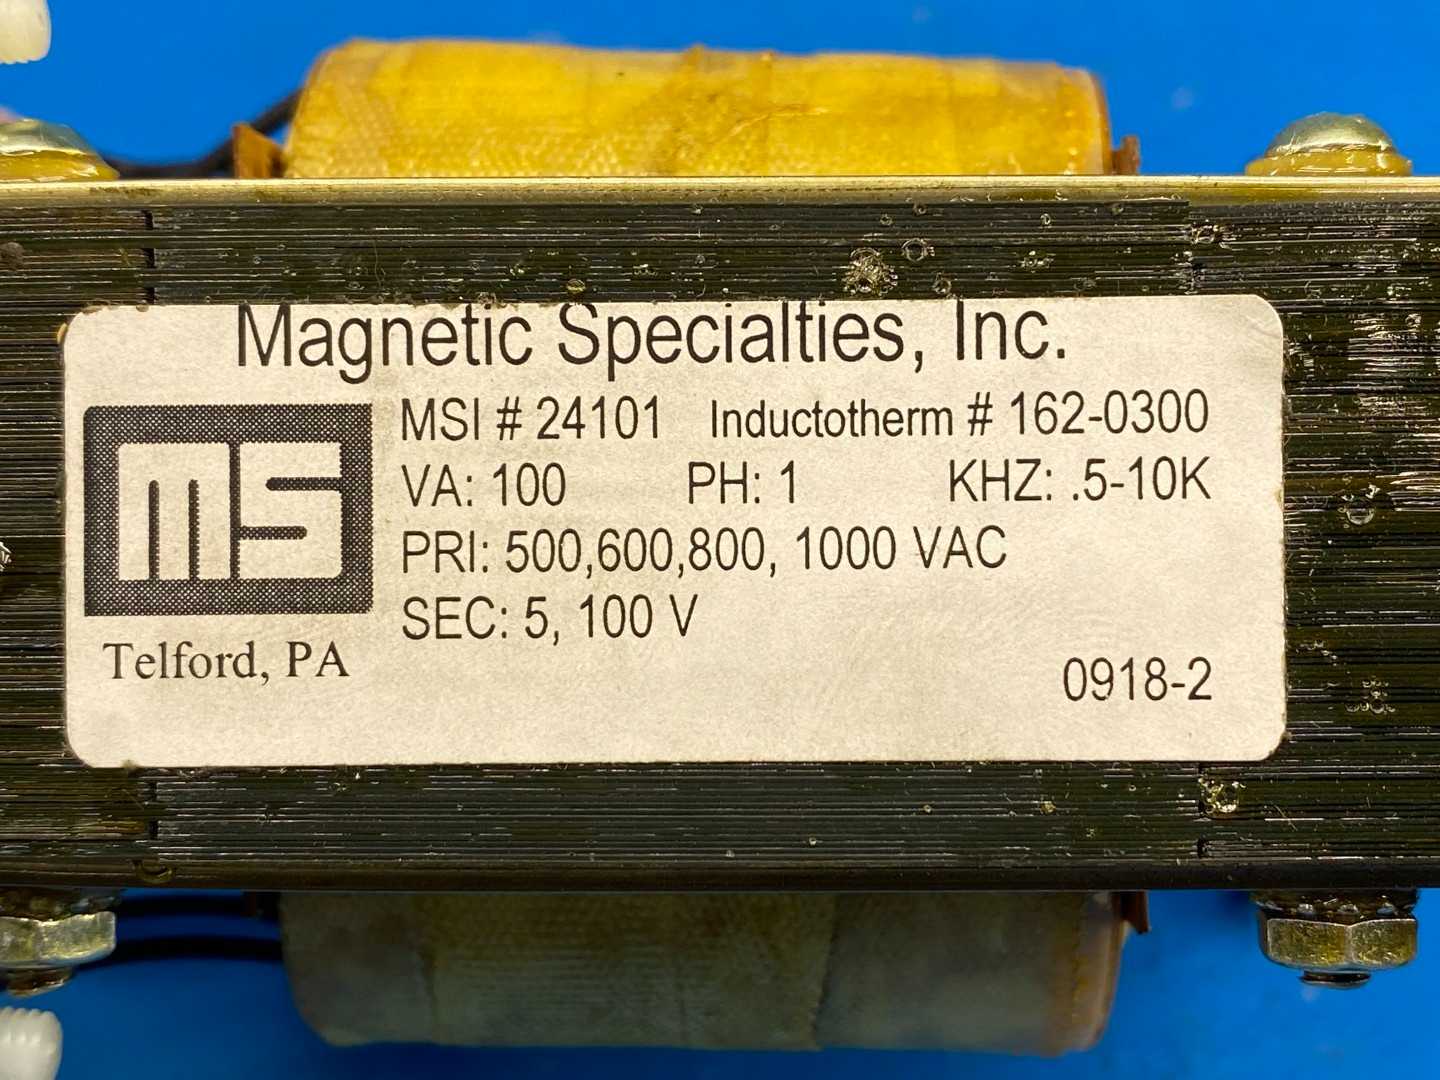 Magnetic Specialties, Inc.
MSI # 24101 Inductotherm # 162-0300
VA: 100 PH: 1 KHZ: .5-10K
PRI: 500,600,800, 1000 VAC
SEC: 5, 100 V
MS
Telford, PA
0918-2